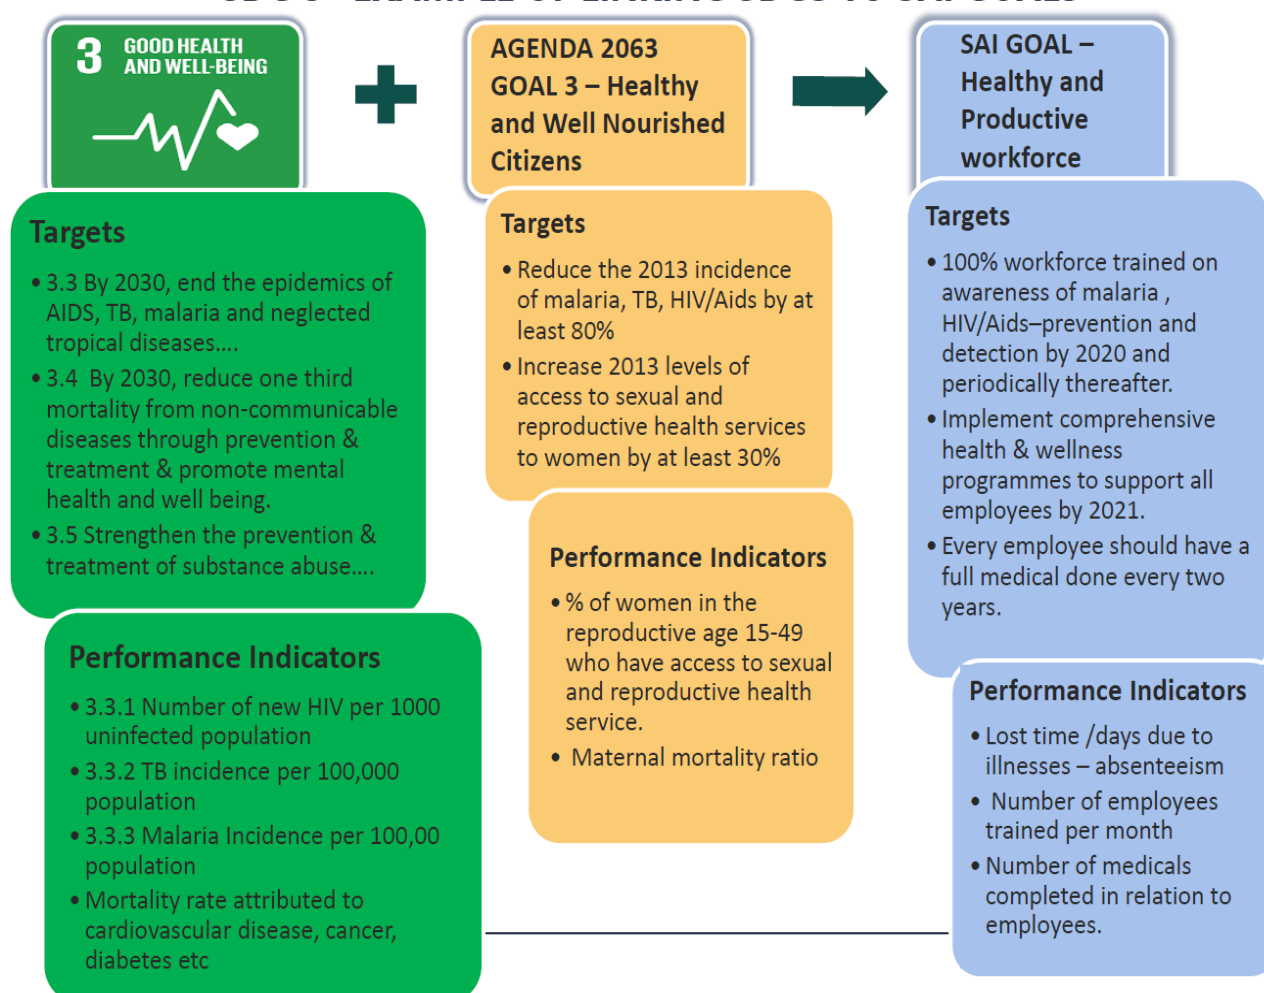 3 GOOD HEALTH
AND WELL-BEING
Targets
• 3.3 By 2030, end the epidemics of
AIDS, TB, malaria and neglected
tropical diseases....
• 3.4 By 2030, reduce one third
mortality from non-communicable
diseases through prevention &
treatment & promote mental
health and well being.
• 3.5 Strengthen the prevention &
treatment of substance abuse....
Performance Indicators
• 3.3.1 Number of new HIV per 1000
uninfected population
• 3.3.2 TB incidence per 100,000
population
• 3.3.3 Malaria Incidence per 100,00
population
• Mortality rate attributed to
cardiovascular disease, cancer,
diabetes etc
AGENDA 2063
GOAL 3 – Healthy
and Well Nourished
Citizens
Targets
• Reduce the 2013 incidence
of malaria, TB, HIV/Aids by at
least 80%
• Increase 2013 levels of
access to sexual and
reproductive health services
to women by at least 30%
Performance Indicators
• % of women in the
reproductive age 15-49
who have access to sexual
and reproductive health
service.
• Maternal mortality ratio
SAI GOAL –
Healthy and
Productive
workforce
Targets
• 100% workforce trained on
awareness of malaria ,
HIV/Aids–prevention and
detection by 2020 and
periodically thereafter.
• Implement comprehensive
health & wellness
programmes to support all
employees by 2021.
• Every employee should have a
full medical done every two
years.
Performance Indicators
• Lost time /days due to
illnesses – absenteeism
• Number of employees
trained per month
• Number of medicals
completed in relation to
employees.